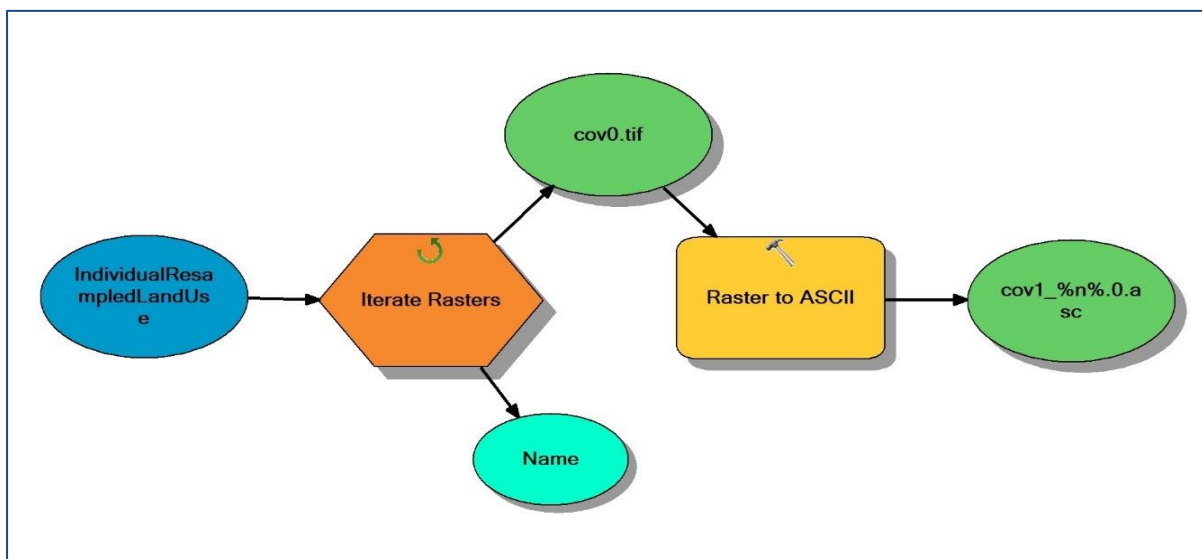 cov0.tif
IndividualResa
mpledLandUs
e
Iterate Rasters
Raster to ASCII
cov1_%n%.0.a
sc
Name